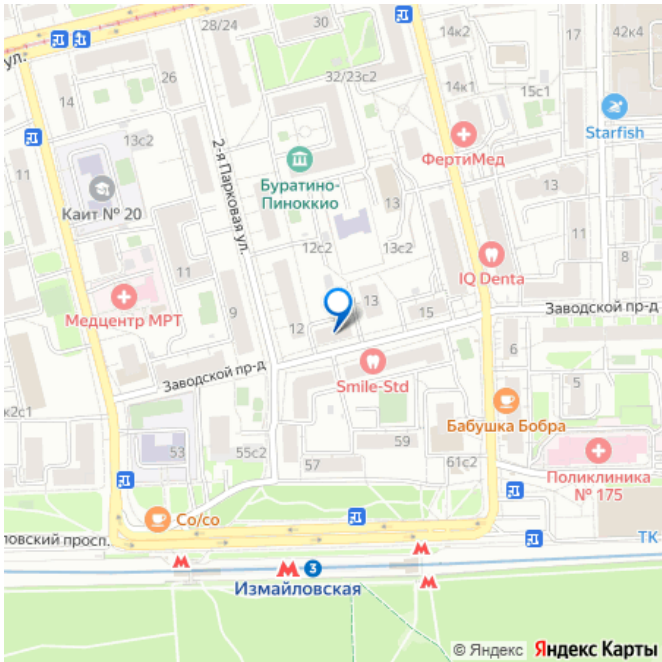 28/24
30
14к2
17
42к4
ул.
26
32/23с2
14к1
15с1
14
Starfish
13с2
ФертиМед
11
2-я Парковая ул.
Буратино-
Пиноккио
13
13
11
Каит № 20
12с2
13с2
8
11
IQ Denta
Медцентр МРТ
9
12
13
15
Заводской пр-д
6
Заводской пр-д
Smile-Std
5
к2с1
Бабушка Бобра
53
55с2
59
57
61с2
Поликлиника
№ 175
Co/co
ловский просп.
ТК
3
Измайловская
© Яндекс Яндекс Карты